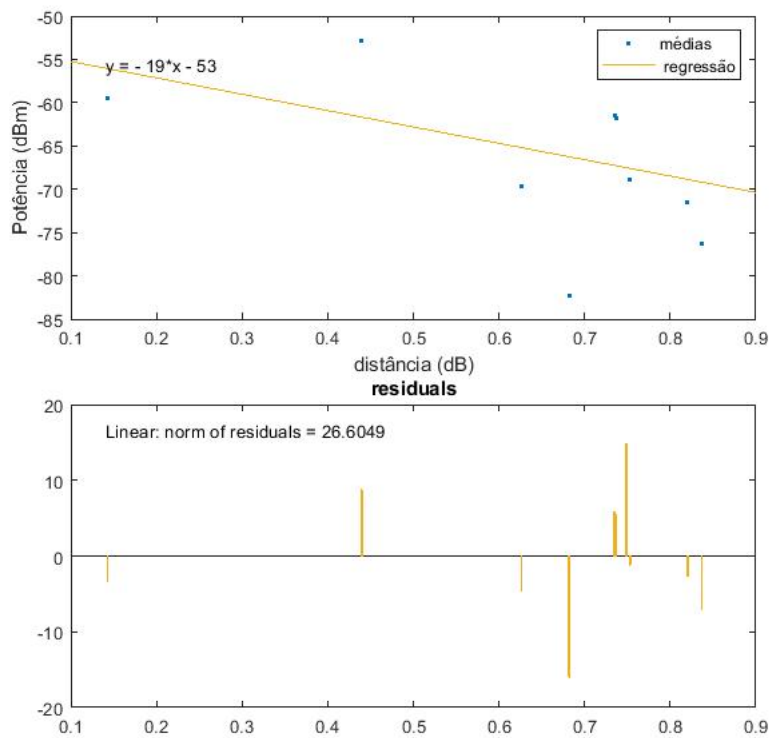 -50
-55
-60
-65
-70
-75
-80
-85
Potência (dBm)
y = - 19*x - 53
médias
regressão
0.1 0.2 0.3 0.4 0.5 0.6 0.7 0.8 0.9
distância (dB)
residuals
20
10
0
-10
-20
Linear: norm of residuals = 26.6049
0.1 0.2 0.3 0.4 0.5 0.6 0.7 0.8 0.9